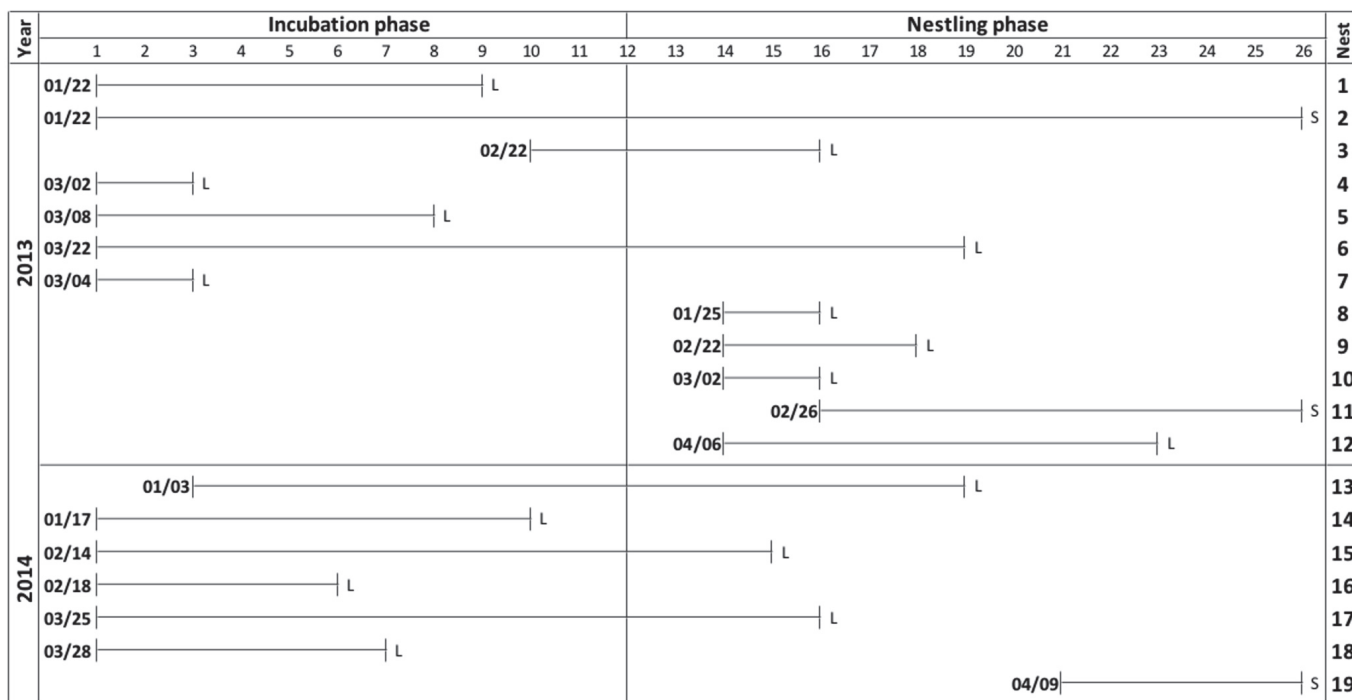 Year Incubation phase Nestling phase Nest
1 2 3 4 5 6 7 8 9 10 11 12 13 14 15 16 17 18 19 20 21 22 23 24 25 26
2013
01/22 L 1
01/22 S 2
02/22 L 3
03/02 L 4
03/08 L 5
03/22 L 6
03/04 L 7
01/25 L 8
02/22 L 9
03/02 L 10
02/26 S 11
04/06 L 12
2014
01/03 L 13
01/17 L 14
02/14 L 15
02/18 L 16
03/25 L 17
03/28 L 18
04/09 S 19